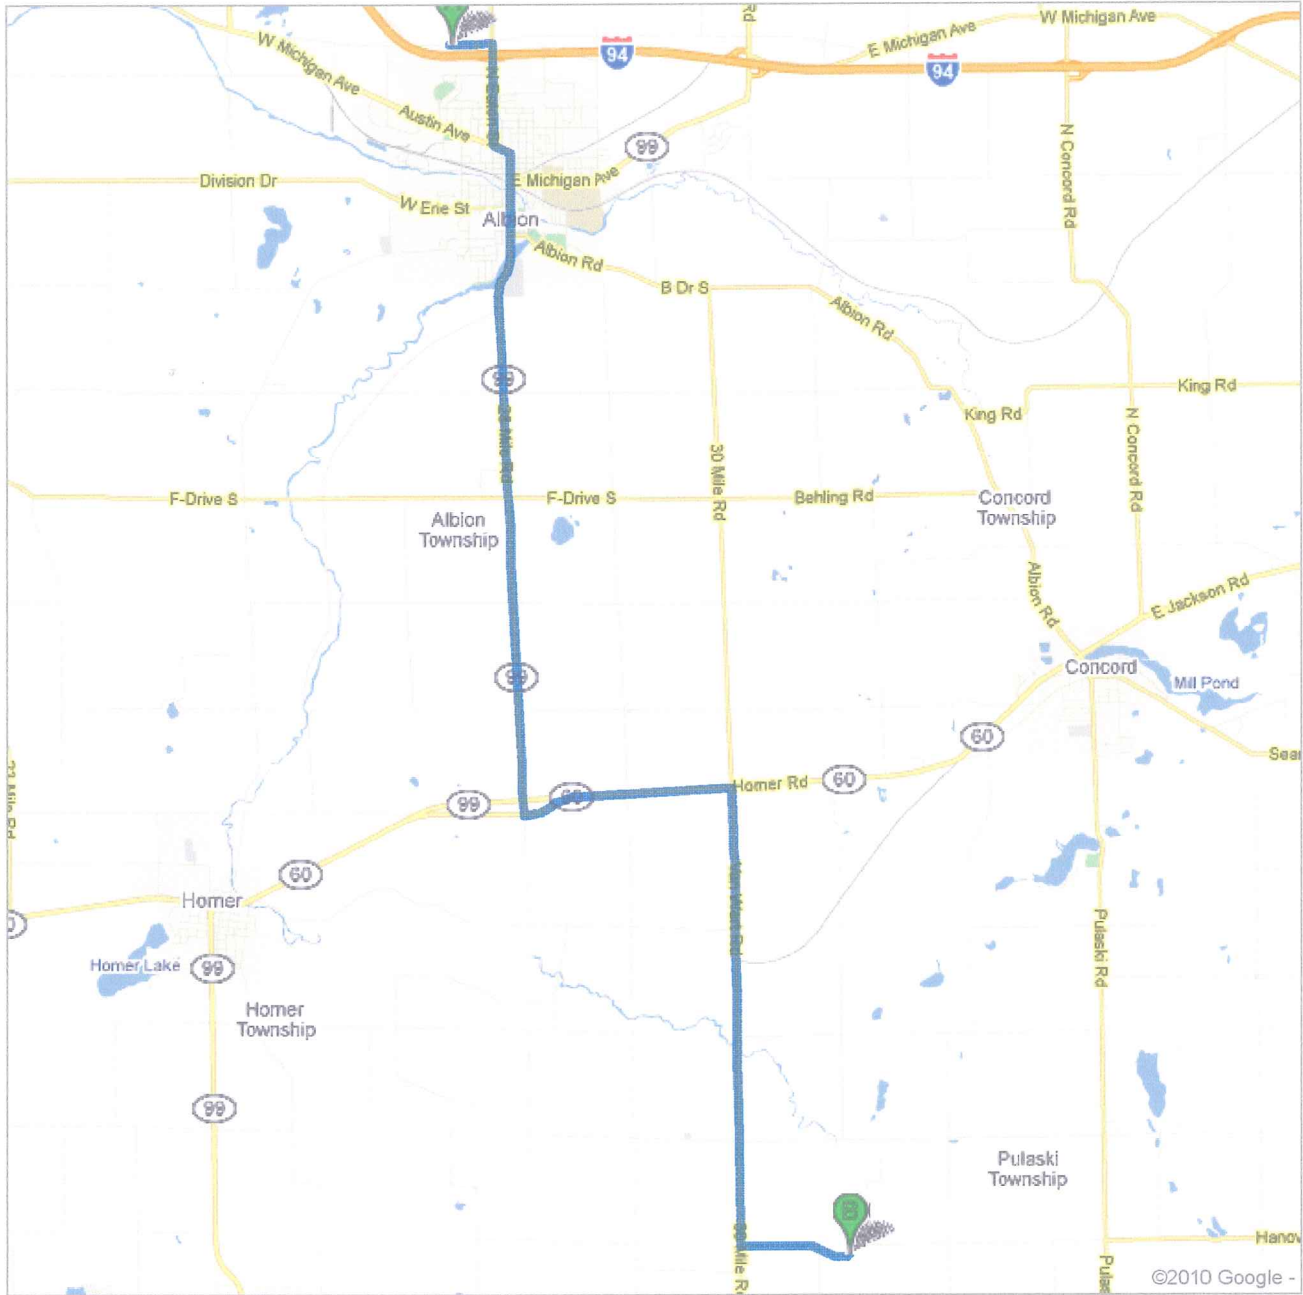 Rd
W Michigan Ave
E Michigan Ave
W Michigan Ave
94
94
Austin Ave
99
N Concord Rd
Division Dr
E Michigan Ave
W Erie St
Albion
Albion Rd
B Dr S
Albion Rd
99
King Rd
King Rd
N Concord Rd
30 Mile Rd
F-Drive S
F-Drive S
Behling Rd
Concord
Township
Albion
Township
Albion Rd
E Jackson Rd
99
Concord
Mill Pond
60
Homer Rd
60
99
60
Homer
Pulaski Rd
Homer Lake
99
Homer
Township
99
Pulaski
Township
Hanov
©2010 Google -